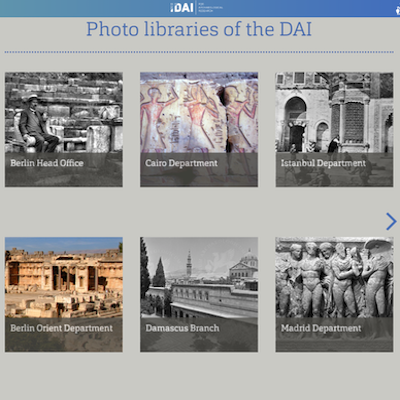 DAI
Photo libraries of the DAI
Berlin Head Office
Cairo Department
Istanbul Department
Berlin Orient Department
Damascus Branch
Madrid Department